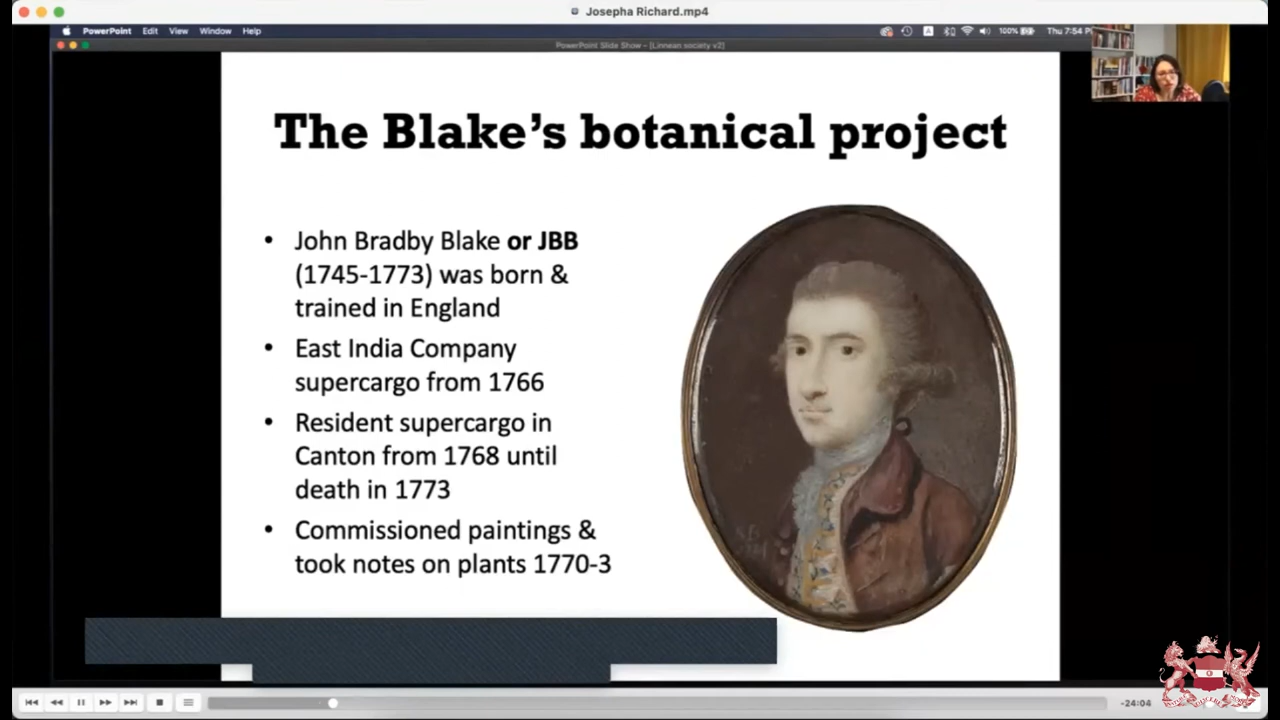 Josepha Richard.mp4
PowerPoint Edit View Window Help
100%
Thu 7:54
PowerPoint Slide Show - [Linnean society v2]
The Blake's botanical project
• John Bradby Blake or JBB
(1745-1773) was born &
trained in England
• East India Company
supercargo from 1766
• Resident supercargo in
Canton from 1768 until
death in 1773
• Commissioned paintings &
took notes on plants 1770-3
-24:04